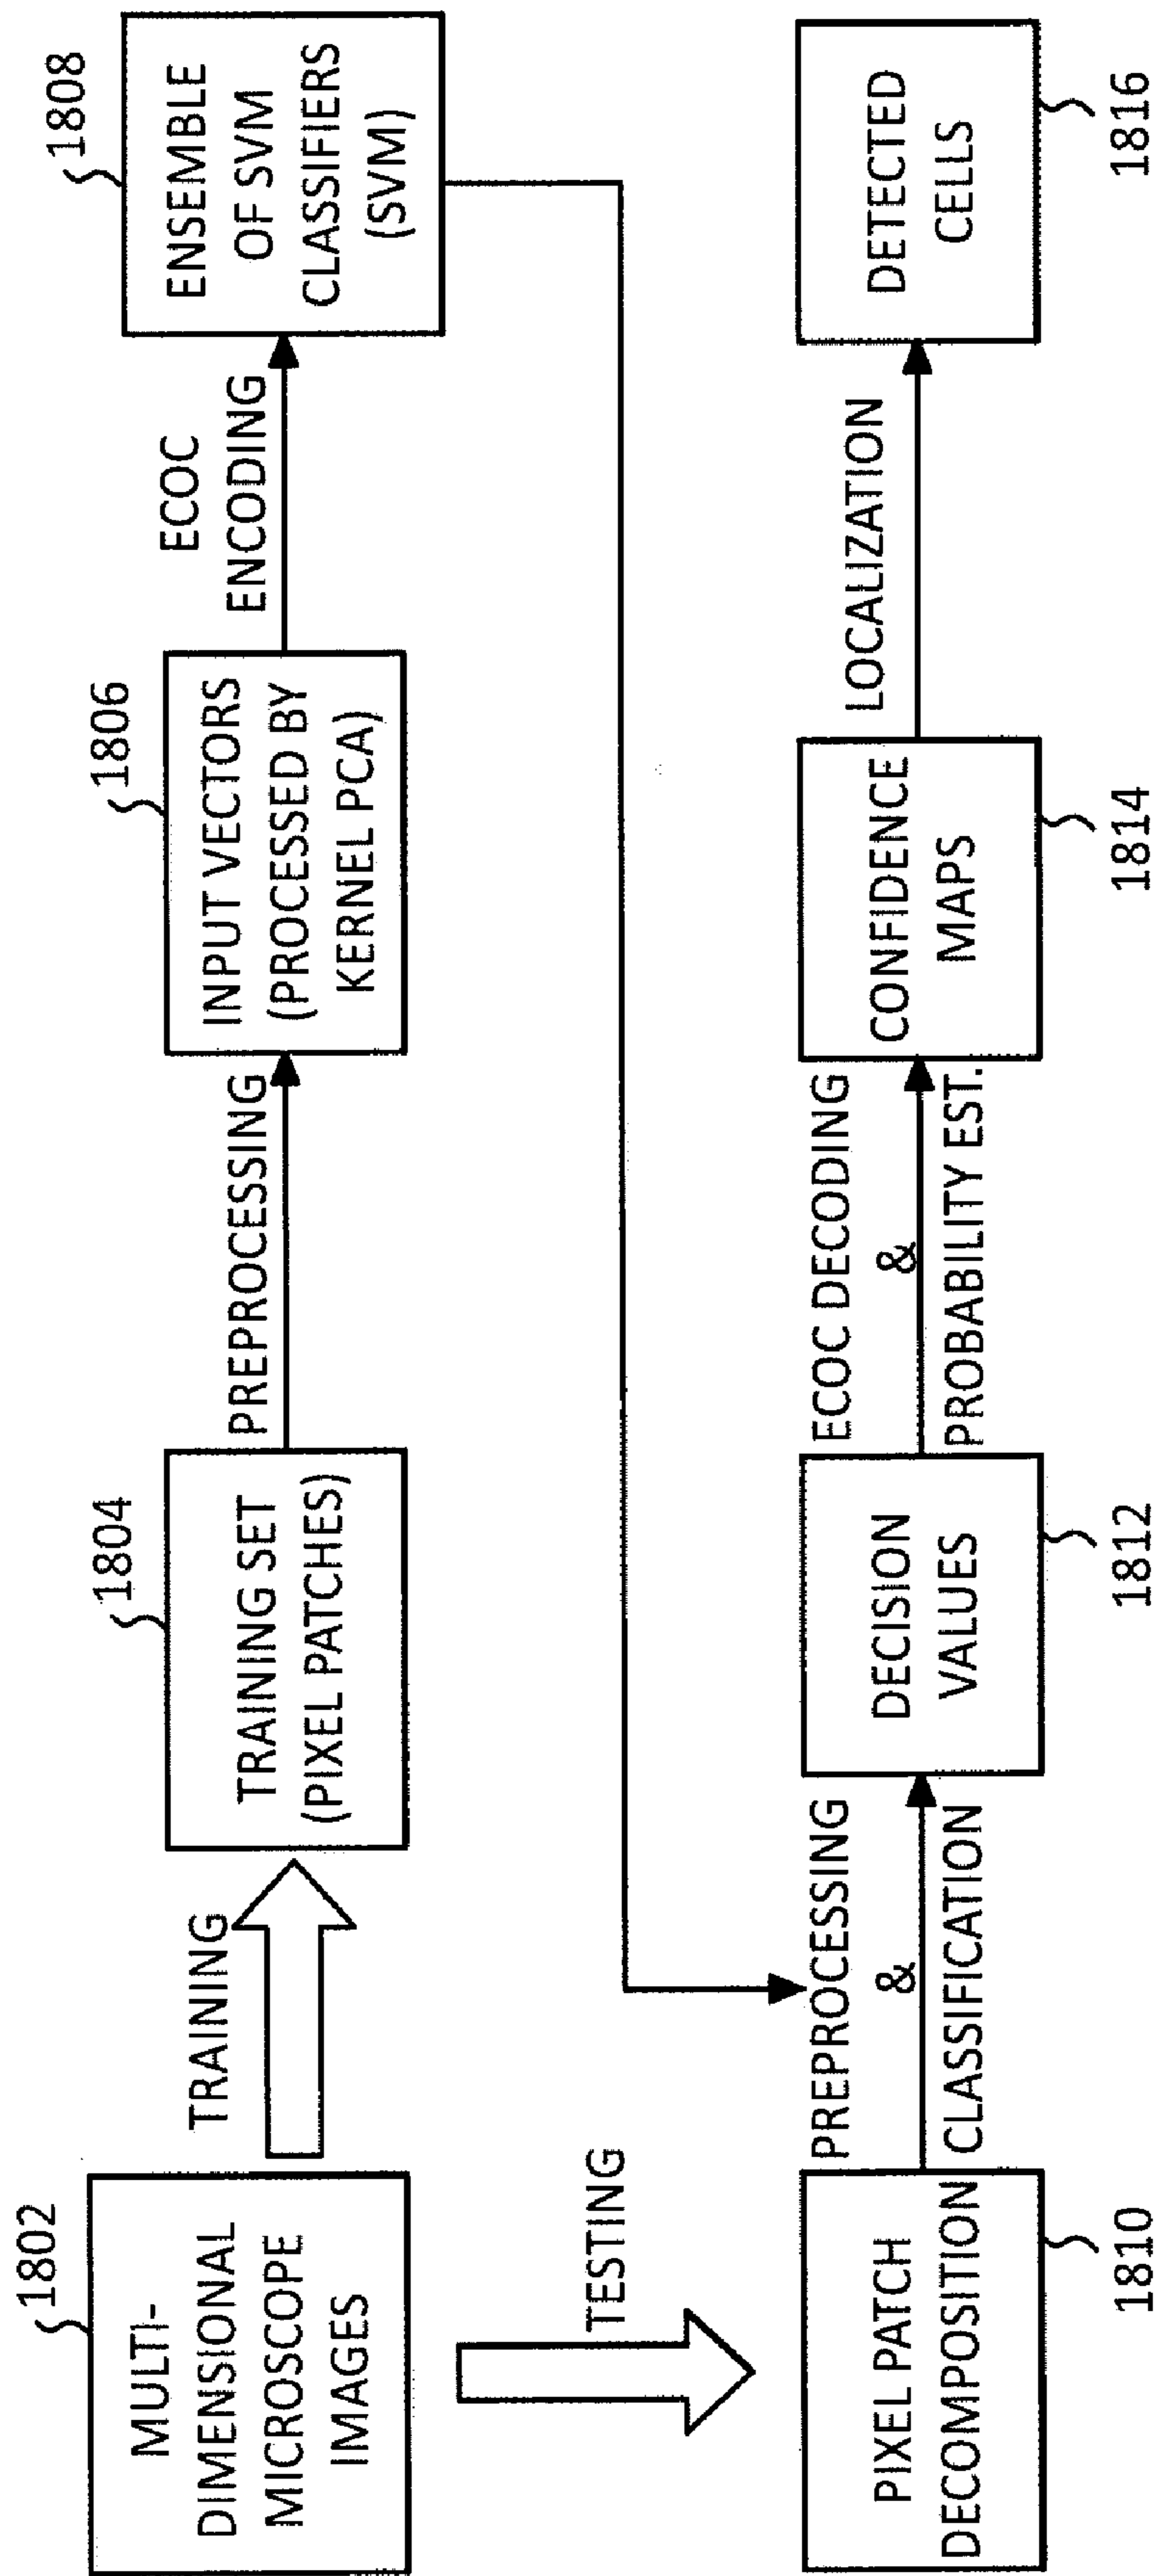 1802
MULTI-
DIMENSIONAL
MICROSCOPE
IMAGES
TRAINING
1804
TRAINING SET
(PIXEL PATCHES)
PREPROCESSING
1806
INPUT VECTORS
(PROCESSED BY
KERNEL PCA)
ECOC
ENCODING
1808
ENSEMBLE
OF SVM
CLASSIFIERS
(SVM)
TESTING
PIXEL PATCH
DECOMPOSITION
1810
PREPROCESSING
&
CLASSIFICATION
DECISION
VALUES
1812
ECOC DECODING
&
PROBABILITY EST.
CONFIDENCE
MAPS
1814
LOCALIZATION
DETECTED
CELLS
1816